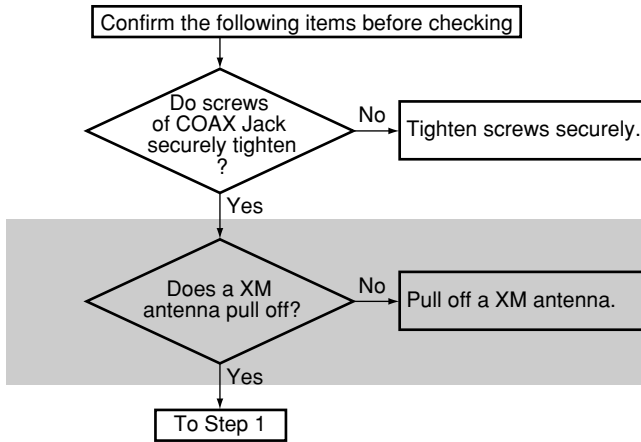 Confirm the following items before checking
Do screws
of COAX Jack
securely tighten
?
No
Tighten screws securely.
Yes
Does a XM
antenna pull off?
No
Pull off a XM antenna.
Yes
To Step 1